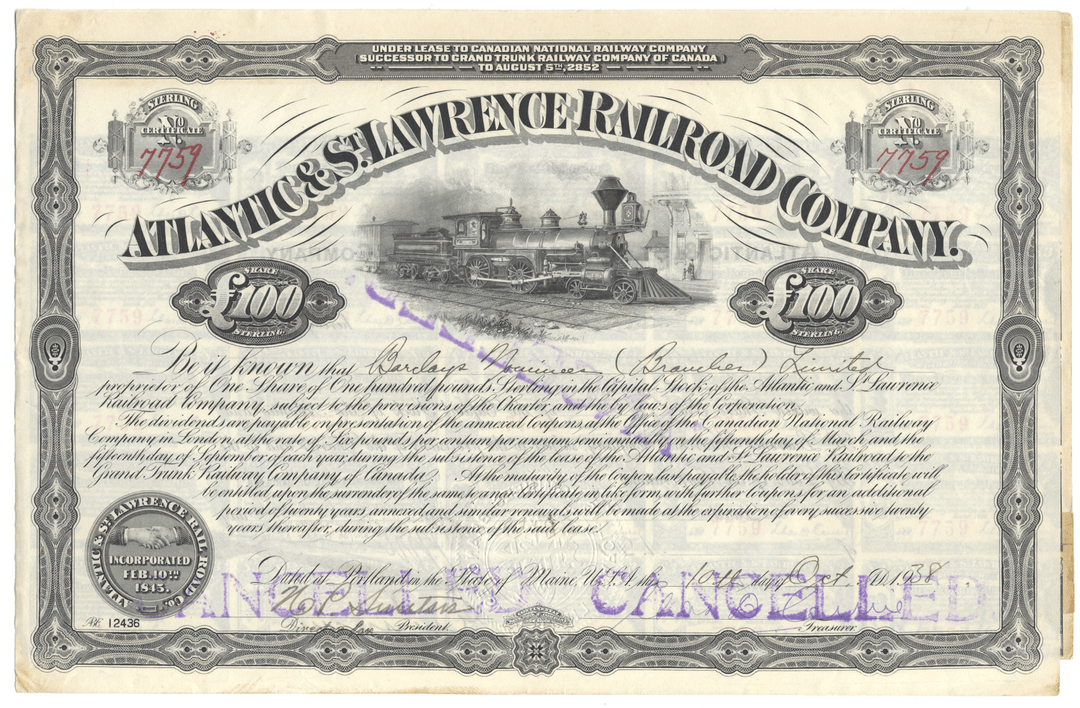 UNDER LEASE TO CANADIAN NATIONAL RAILWAY COMPANY
SUCCESSOR TO GRAND TRUNK RAILWAY COMPANY OF CANADA
TO AUGUST 5TH, 2852
STERLING
No
CERTIFICATE
No
7759
STERLING
No
CERTIFICATE
No
7759
ATLANTIC & ST. LAWRENCE RAILROAD COMPANY.
SHARE
£100
STERLING.
SHARE
£100
STERLING.
Be it known that Barclays Nominees (Branches) Limited
proprietor of One Share of One hundred pounds Sterling in the Capital Stock of the Atlantic and St. Lawrence
Railroad Company, subject to the provisions of the Charter and the by Laws of the Corporation.
The dividends are payable on presentation of the annexed Coupons, at the Office of the Canadian National Railway
Company in London, at the rate of Six pounds per centum per annum, semiannually on the fifteenth day of March and the
fifteenth day of September of each year, during the subsistence of the lease of the Atlantic and St. Lawrence Railroad to the
Grand Trunk Railway Company of Canada. At the maturity of the Coupon last payable, the holder of this Certificate will
be entitled upon the surrender of the same to a new Certificate in like form, with further Coupons for an additional
period of twenty years, annexed, and similar renewals will be made at the expiration of every successive twenty
years thereafter, during the subsistence of the said lease.
ATLANTIC & ST. LAWRENCE RAIL ROAD CO.
INCORPORATED
FEB. 10TH
1845.
Dated at Portland in the State of Maine, U.S.A. the 10th day of Oct A.D. 1938
CANCELLED
CANCELLED
No. 12436
President.
Treasurer.